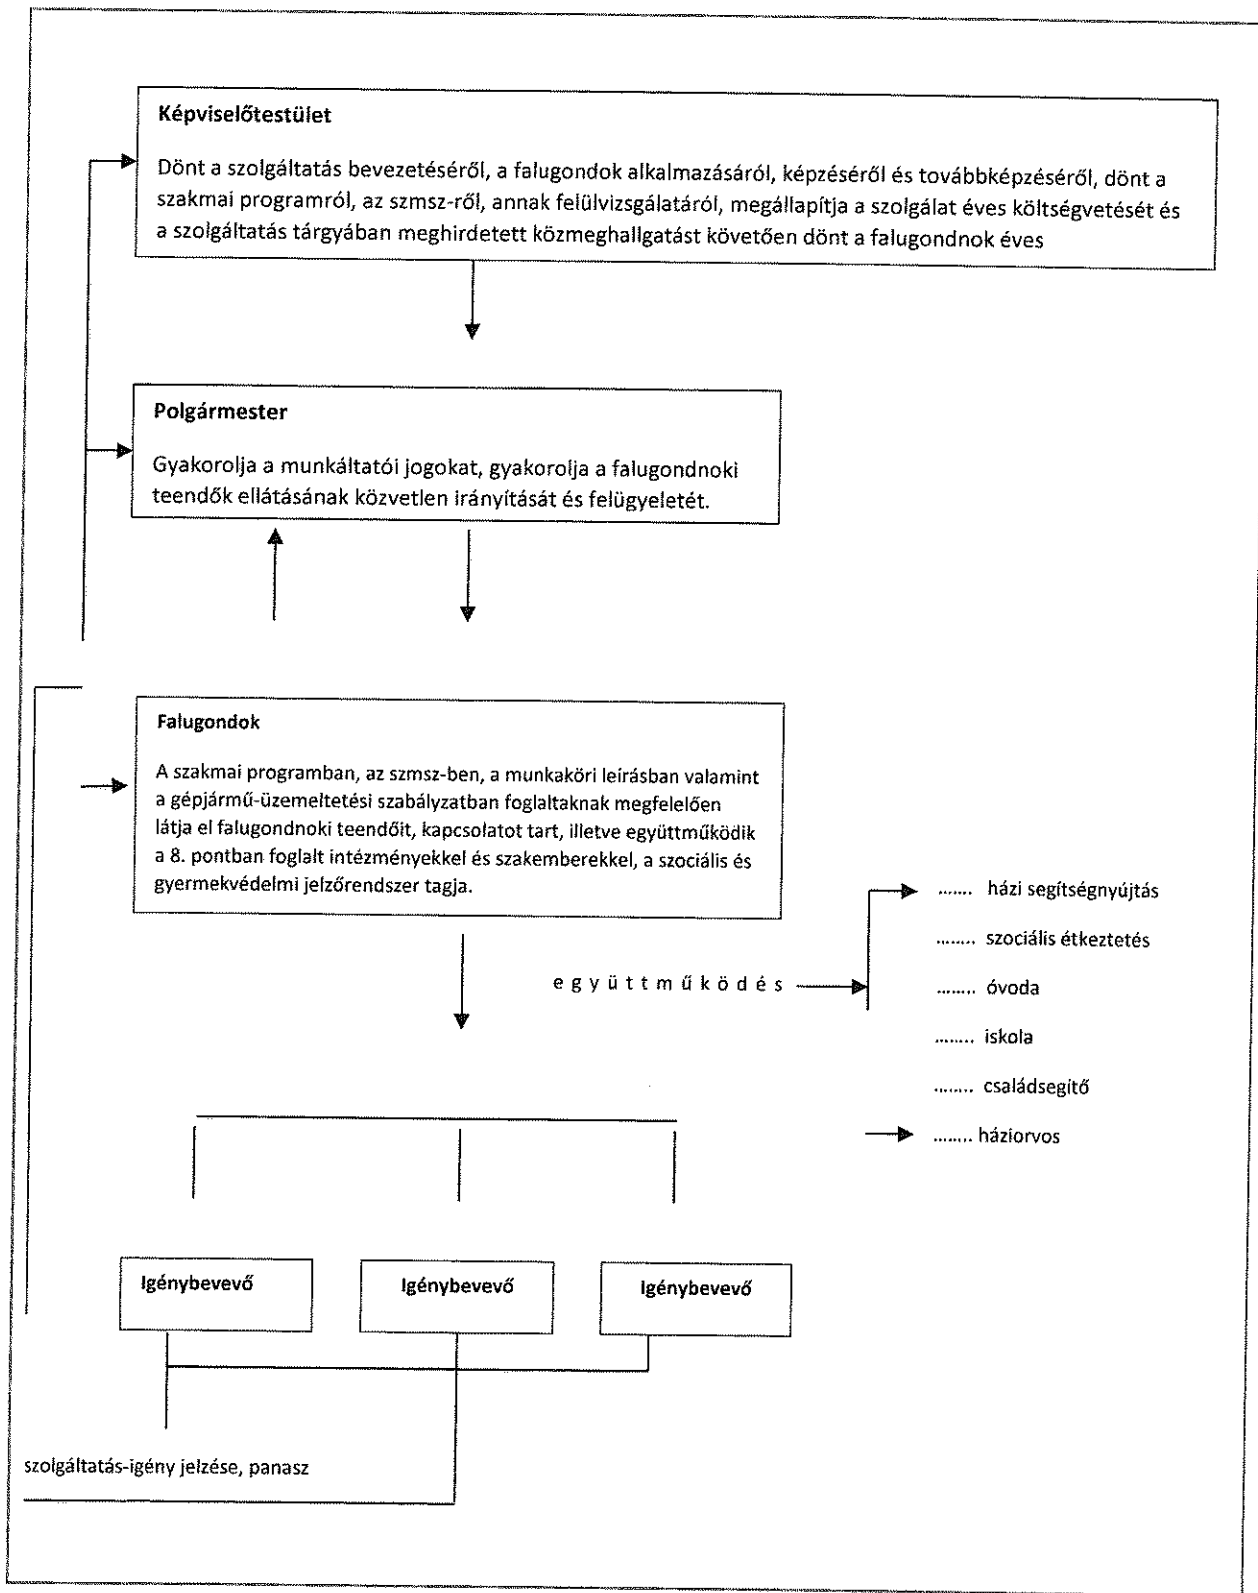 Képviselőtestület
Dönt a szolgáltatás bevezetéséről, a falugondok alkalmazásáról, képzéséről és továbbképzéséről, dönt a
szakmai programról, az szmsz-ről, annak felülvizsgálatáról, megállapítja a szolgálat éves költségvetését és
a szolgáltatás tárgyában meghirdetett közmeghallgatást követően dönt a falugondnok éves
Polgármester
Gyakorolja a munkáltatói jogokat, gyakorolja a falugondnoki
teendők ellátásának közvetlen irányítását és felügyeletét.
Falugondok
A szakmai programban, az szmsz-ben, a munkaköri leírásban valamint
a gépjármű-üzemeltetési szabályzatban foglaltaknak megfelelően
látja el falugondnoki teendőit, kapcsolatot tart, illetve együttműködik
a 8. pontban foglalt intézményekkel és szakemberekkel, a szociális és
gyermekvédelmi jelzőrendszer tagja.
e g y ü t t m ű k ö d é s
....... házi segítségnyújtás
........ szociális étkeztetés
........ óvoda
........ iskola
........ családsegítő
........ háziorvos
Igénybevevő
Igénybevevő
Igénybevevő
szolgáltatás-igény jelzése, panasz